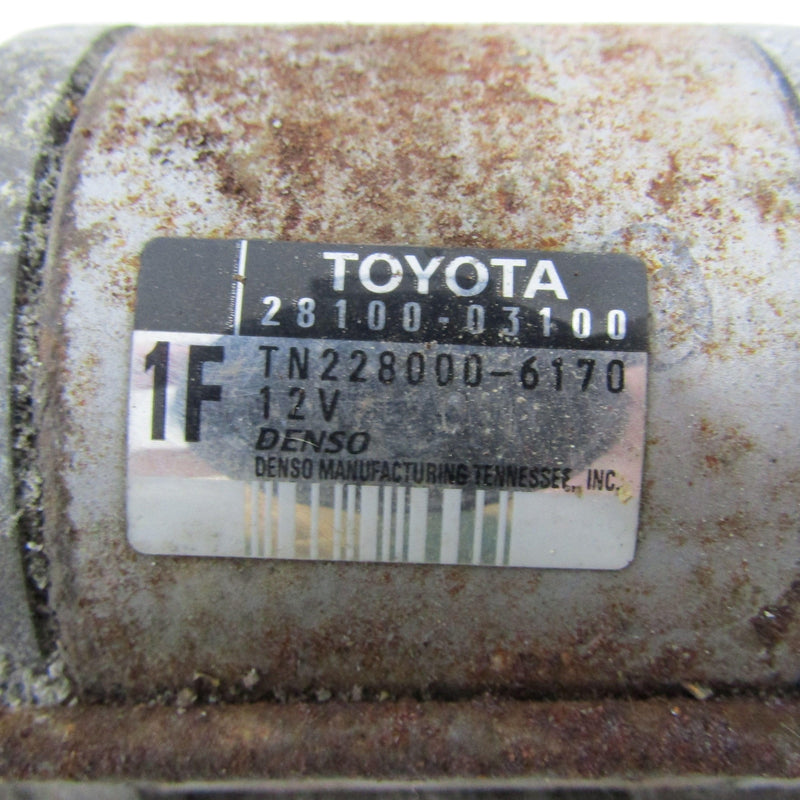 TOYOTA
28100-03100
1F
TN228000-6170
12V
DENSO
DENSO MANUFACTURING TENNESSEE, INC.